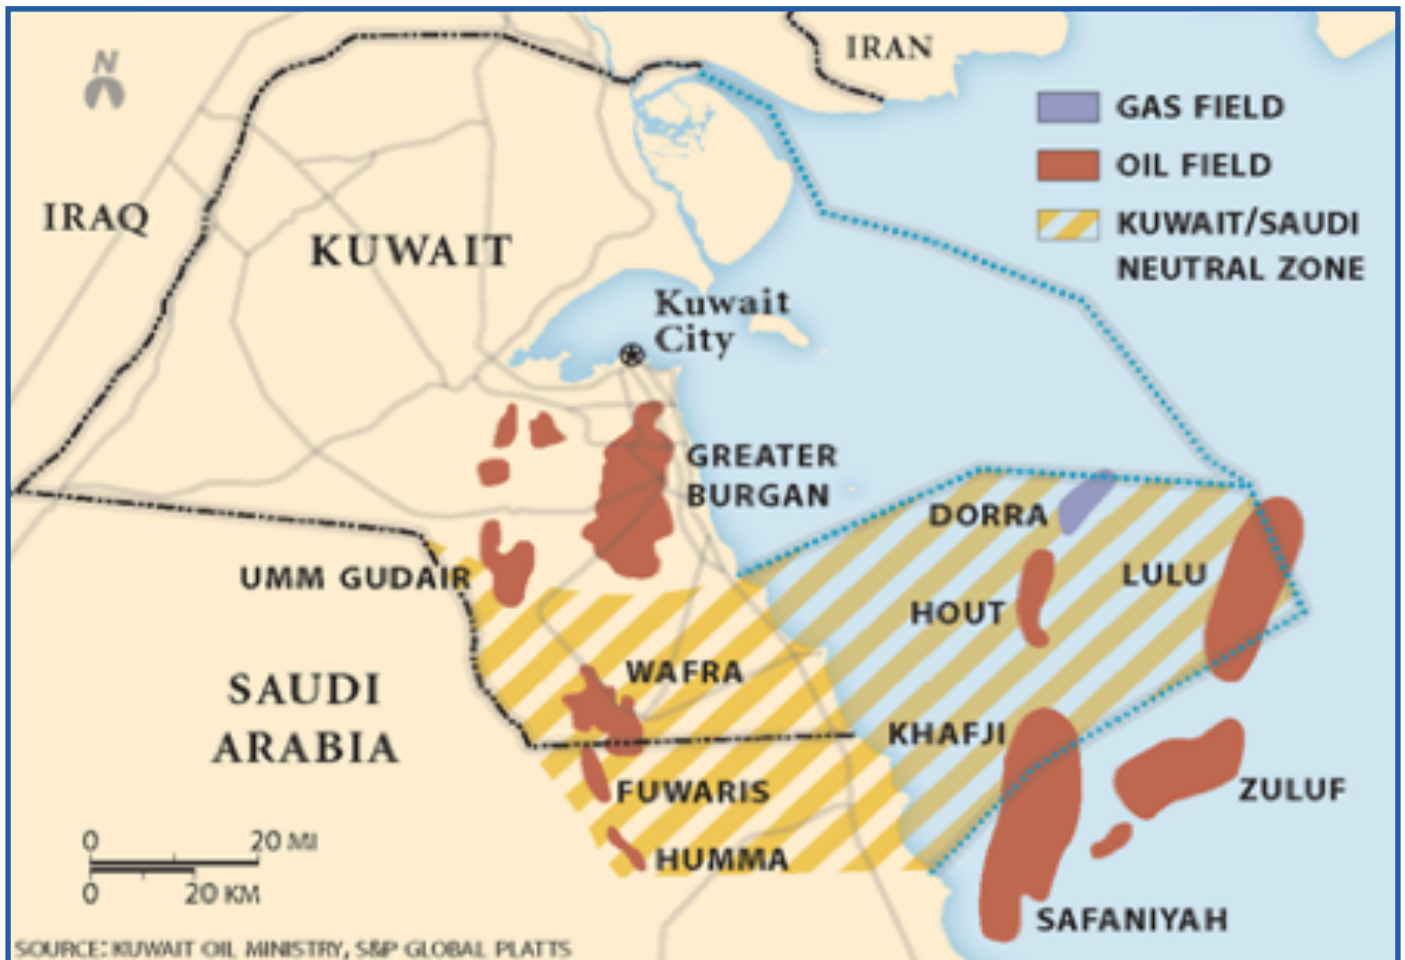 N
IRAN
GAS FIELD
OIL FIELD
KUWAIT/SAUDI
NEUTRAL ZONE
IRAQ
KUWAIT
Kuwait
City
GREATER
BURGAN
DORRA
UMM GUDAIR
LULU
HOUT
WAFRA
SAUDI
ARABIA
KHAFJI
FUWARIS
ZULUF
HUMMA
0 20 MI
0 20 KM
SAFANIYAH
SOURCE: KUWAIT OIL MINISTRY, S&P GLOBAL PLATTS